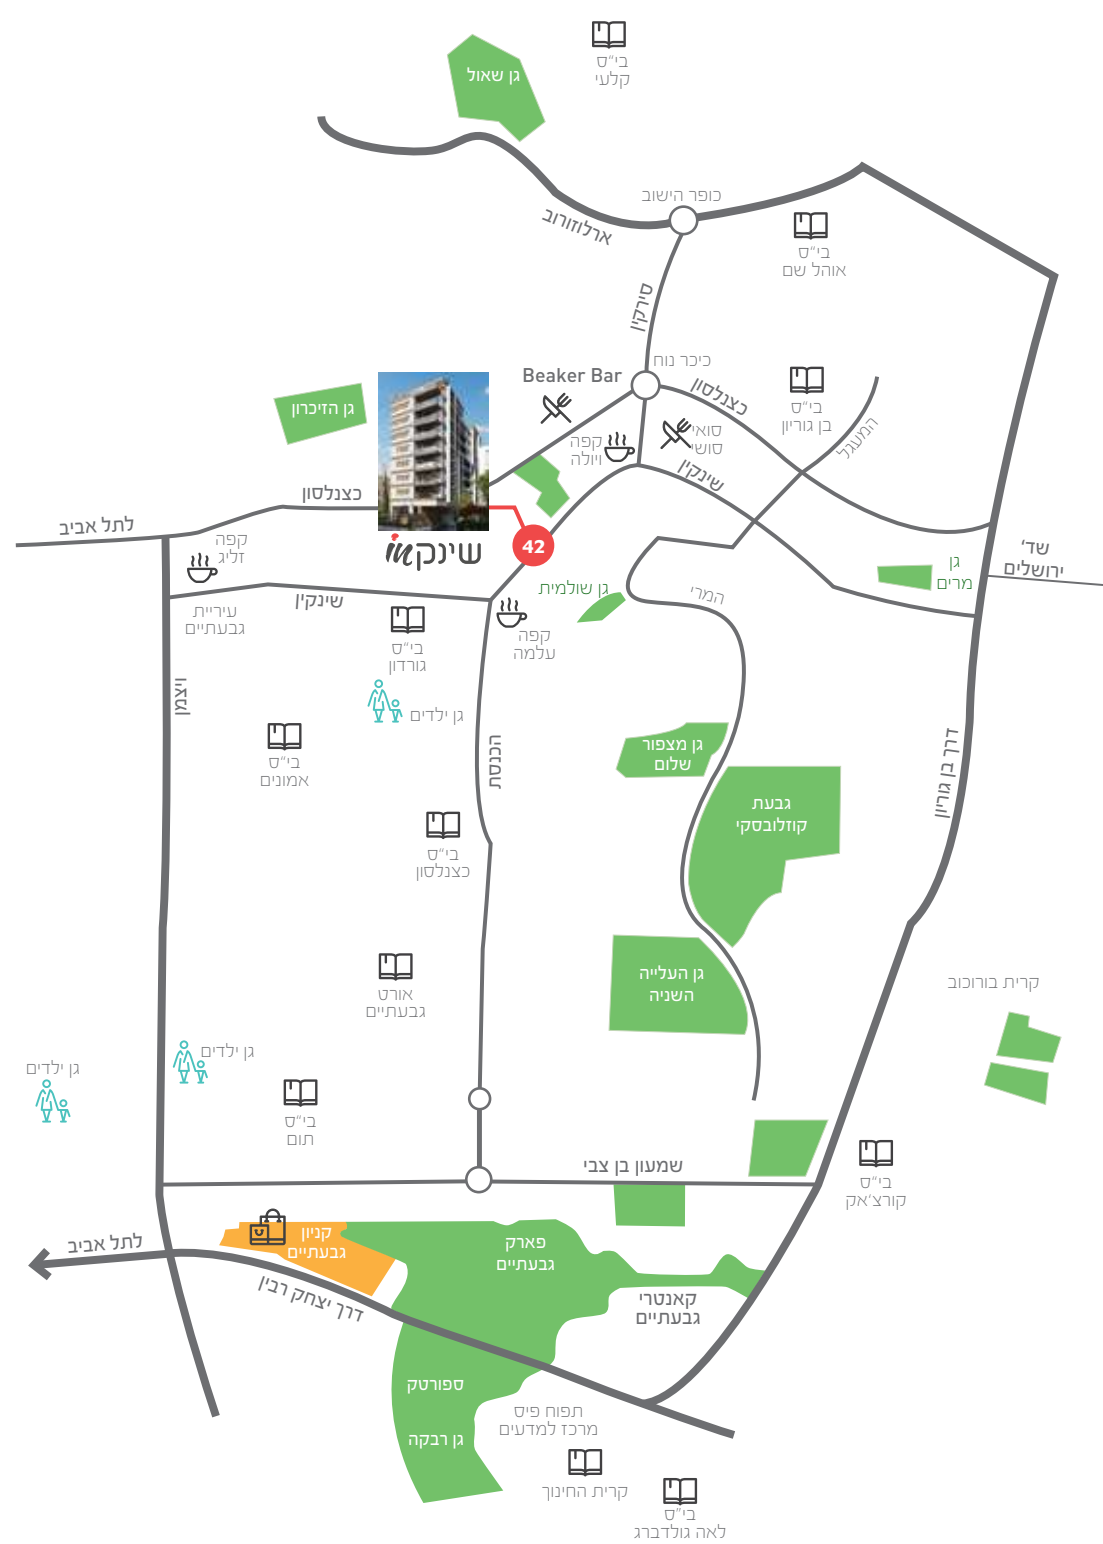 בי״ס
קלעי
גן שאול
כופר הישוב
ארלוזורוב
בי״ס
אוהל שם
סירקין
כיכר נוח
Beaker Bar
כצנלסון
בי״ס
בן גוריון
המעגל
גן הזיכרון
סואי
סושי
קפה
ויולה
שינקין
כצנלסון
לתל אביב
קפה
זליג
שינקin
42
שד׳
ירושלים
גן
מרים
גן שולמית
המרי
שינקין
עיריית
גבעתיים
קפה
עלמה
בי״ס
גורדון
ויצמן
גן ילדים
הכנסת
בי״ס
אמונים
גן מצפור
שלום
דרך בן גוריון
גבעת
קוזלובסקי
בי״ס
כצנלסון
אורט
גבעתיים
גן העלייה
השניה
קרית בורוכוב
גן ילדים
גן ילדים
בי״ס
תום
שמעון בן צבי
בי״ס
קורצ׳אק
לתל אביב
קניון
גבעתיים
פארק
גבעתיים
דרך יצחק רבין
קאנטרי
גבעתיים
ספורטק
גן רבקה
תפוח פיס
מרכז למדעים
קרית החינוך
בי״ס
לאה גולדברג